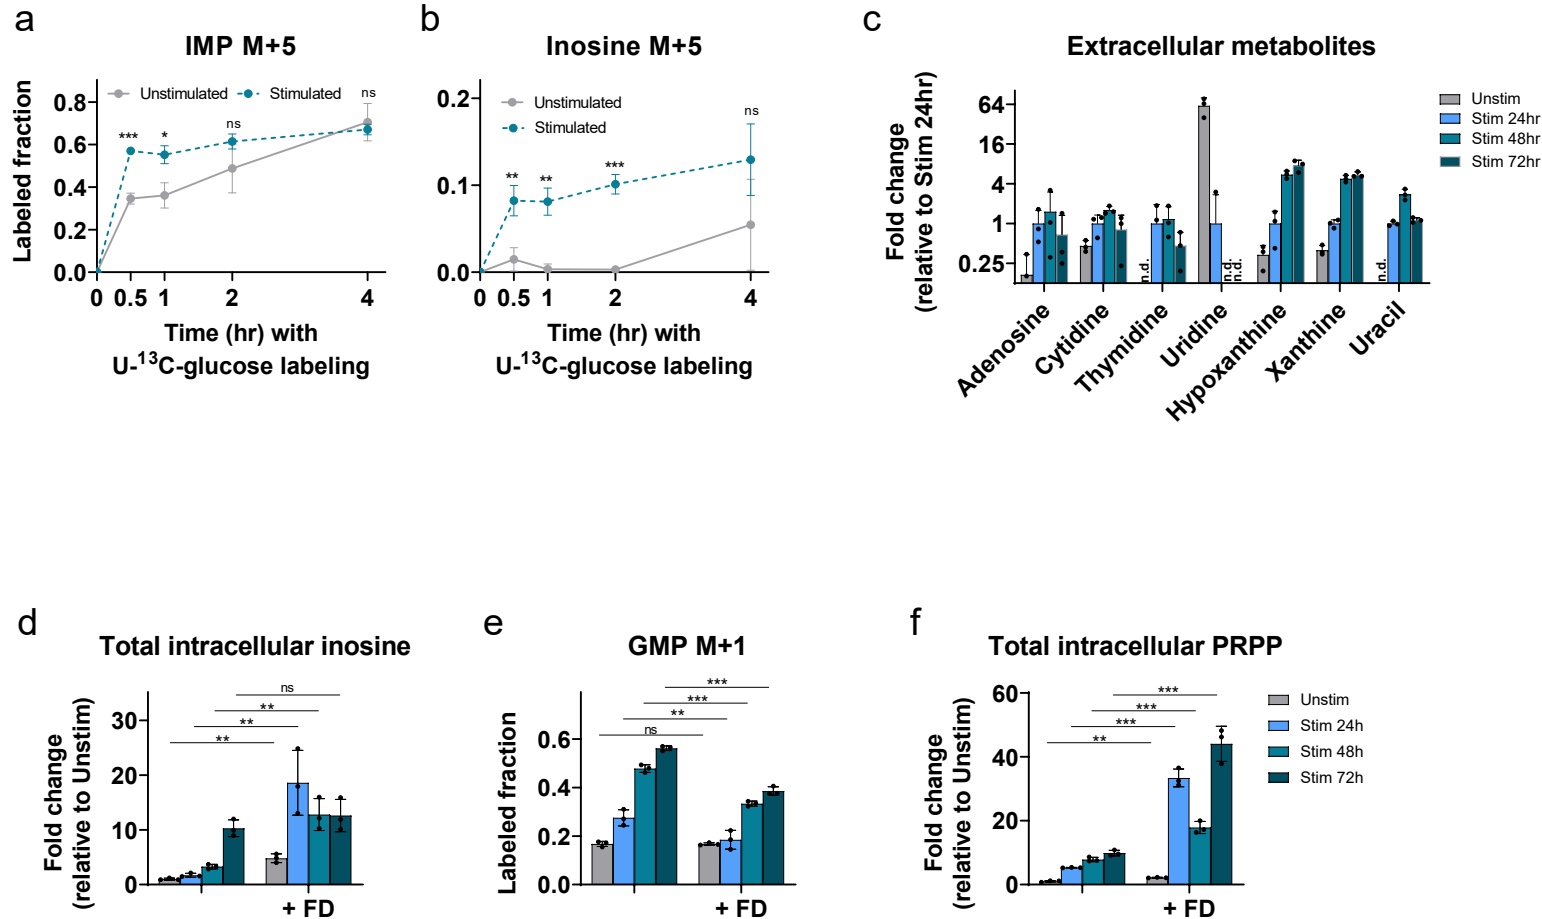 a
IMP M+5
Labeled fraction
Unstimulated
Stimulated
***
*
ns
ns
0.8
0.6
0.4
0.2
0.0
0 0.5 1 2 4
Time (hr) with
U-¹³C-glucose labeling
b
Inosine M+5
Unstimulated
Stimulated
**
**
***
ns
0.2
0.1
0.0
0 0.5 1 2 4
Time (hr) with
U-¹³C-glucose labeling
c
Extracellular metabolites
Fold change
(relative to Stim 24hr)
64
16
4
1
0.25
n.d.
n.d.
n.d.
n.d.
Adenosine
Cytidine
Thymidine
Uridine
Hypoxanthine
Xanthine
Uracil
Unstim
Stim 24hr
Stim 48hr
Stim 72hr
d
Total intracellular inosine
Fold change
(relative to Unstim)
30
20
10
0
ns
**
**
**
+ FD
e
GMP M+1
Labeled fraction
0.6
0.4
0.2
0.0
***
***
**
ns
+ FD
f
Total intracellular PRPP
Fold change
(relative to Unstim)
60
40
20
0
***
***
***
**
+ FD
Unstim
Stim 24h
Stim 48h
Stim 72h